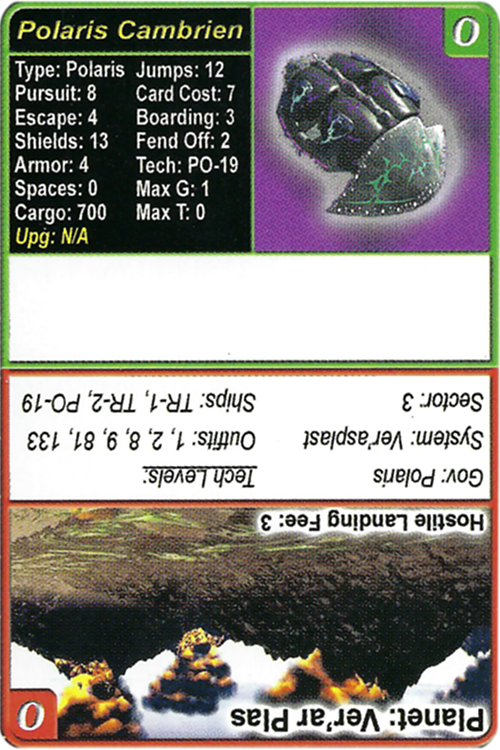 Polaris Cambrien
0
Type: Polaris Jumps: 12
Pursuit: 8 Card Cost: 7
Escape: 4 Boarding: 3
Shields: 13 Fend Off: 2
Armor: 4 Tech: PO-19
Spaces: 0 Max G: 1
Cargo: 700 Max T: 0
Upg: N/A
Planet: Ver'ar Plas
0
Hostile Landing Fee: 3
Gov: Polaris Tech Levels:
System: Ver'asplast Outfits: 1, 2, 8, 9, 81, 133
Sector: 3 Ships: TR-1, TR-2, PO-19